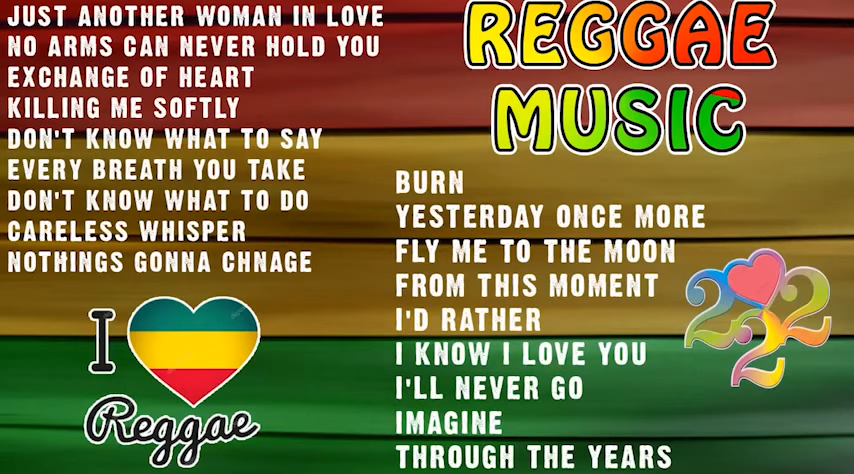 JUST ANOTHER WOMAN IN LOVE
NO ARMS CAN NEVER HOLD YOU
EXCHANGE OF HEART
KILLING ME SOFTLY
DON'T KNOW WHAT TO SAY
EVERY BREATH YOU TAKE
DON'T KNOW WHAT TO DO
CARELESS WHISPER
NOTHINGS GONNA CHNAGE
I
Reggae
REGGAE
MUSIC
BURN
YESTERDAY ONCE MORE
FLY ME TO THE MOON
FROM THIS MOMENT
I'D RATHER
I KNOW I LOVE YOU
I'LL NEVER GO
IMAGINE
THROUGH THE YEARS
2 2
2